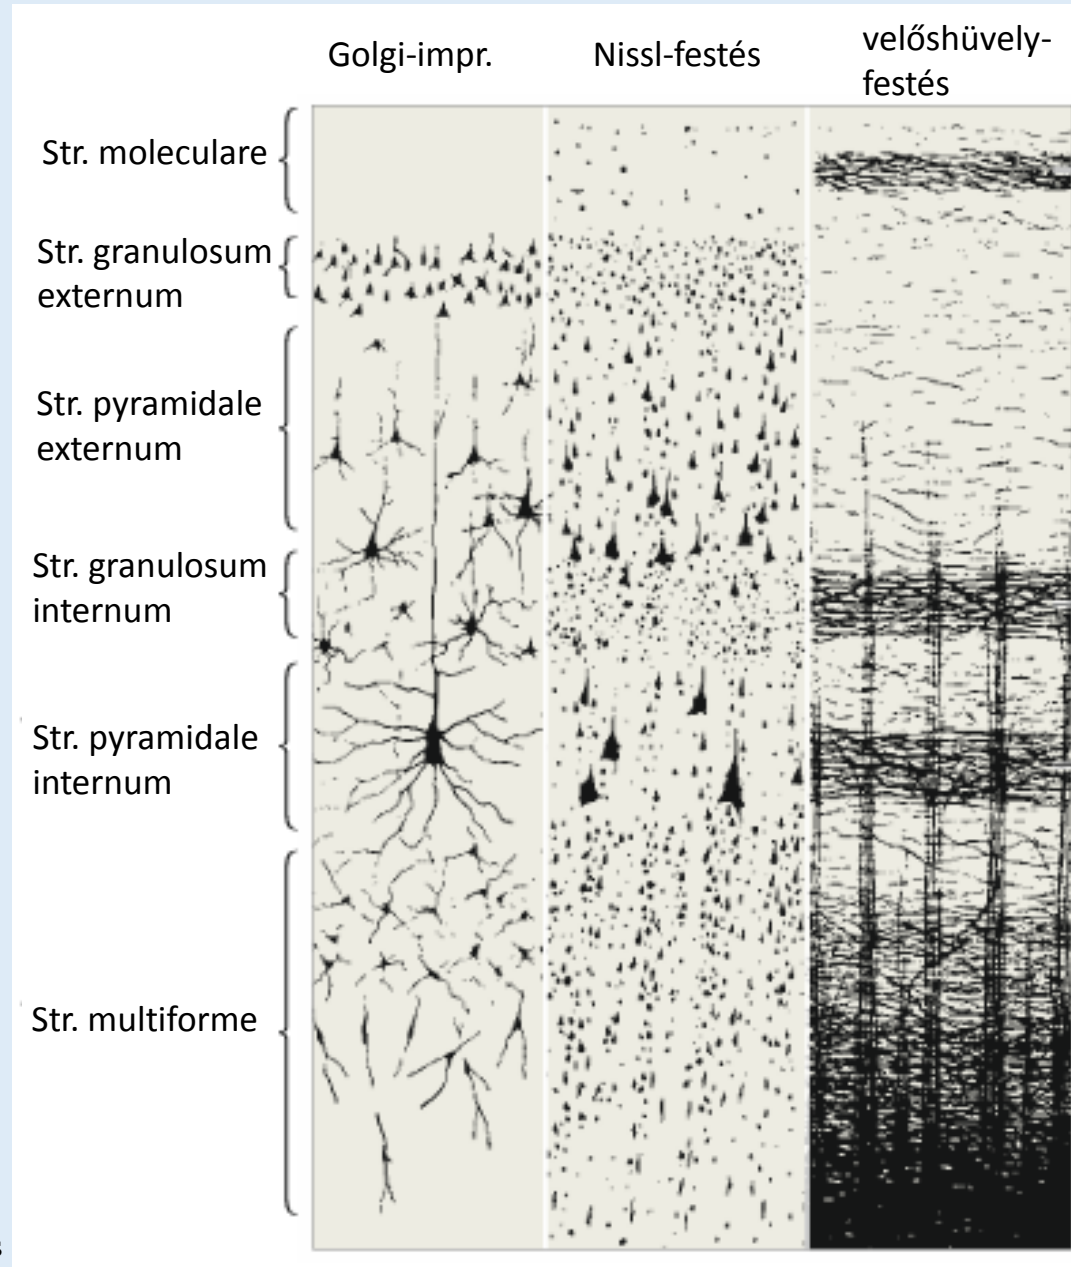 Golgi-impr.
Nissl-festés
velőshüvely-
festés
Str. moleculare
Str. granulosum
externum
Str. pyramidale
externum
Str. granulosum
internum
Str. pyramidale
internum
Str. multiforme